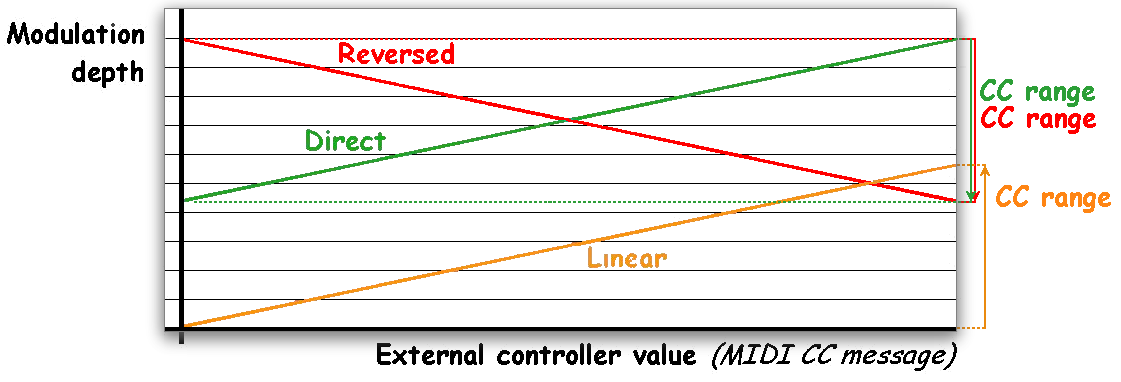 Modulation
depth
Reversed
Direct
Linear
CC range
CC range
CC range
External controller value (MIDI CC message)